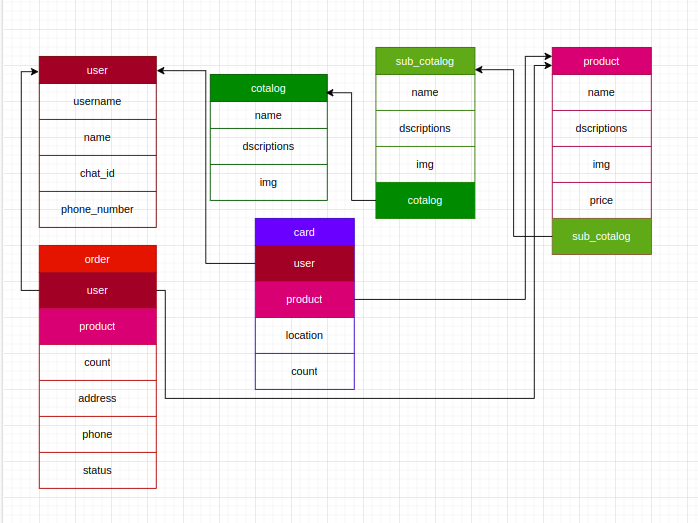 user
username
name
chat_id
phone_number
cotalog
name
dscriptions
img
sub_cotalog
name
dscriptions
img
cotalog
product
name
dscriptions
img
price
sub_cotalog
order
user
product
count
address
phone
status
card
user
product
location
count